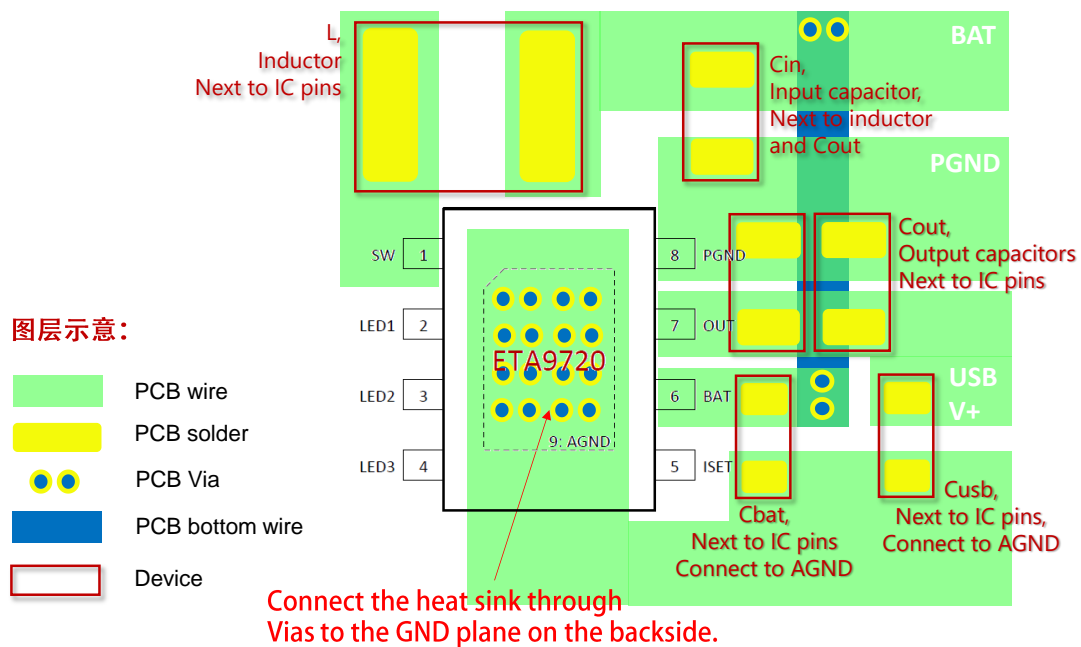 L,
Inductor
Next to IC pins
BAT
Cin,
Input capacitor,
Next to inductor
and Cout
PGND
Cout,
Output capacitors
Next to IC pins
SW 1
8 PGND
LED1 2
7 OUT
ETA9720
LED2 3
6 BAT
USB
V+
9: AGND
LED3 4
5 ISET
Cbat,
Next to IC pins
Connect to AGND
Cusb,
Next to IC pins,
Connect to AGND
图层示意：
PCB wire
PCB solder
PCB Via
PCB bottom wire
Device
Connect the heat sink through
Vias to the GND plane on the backside.